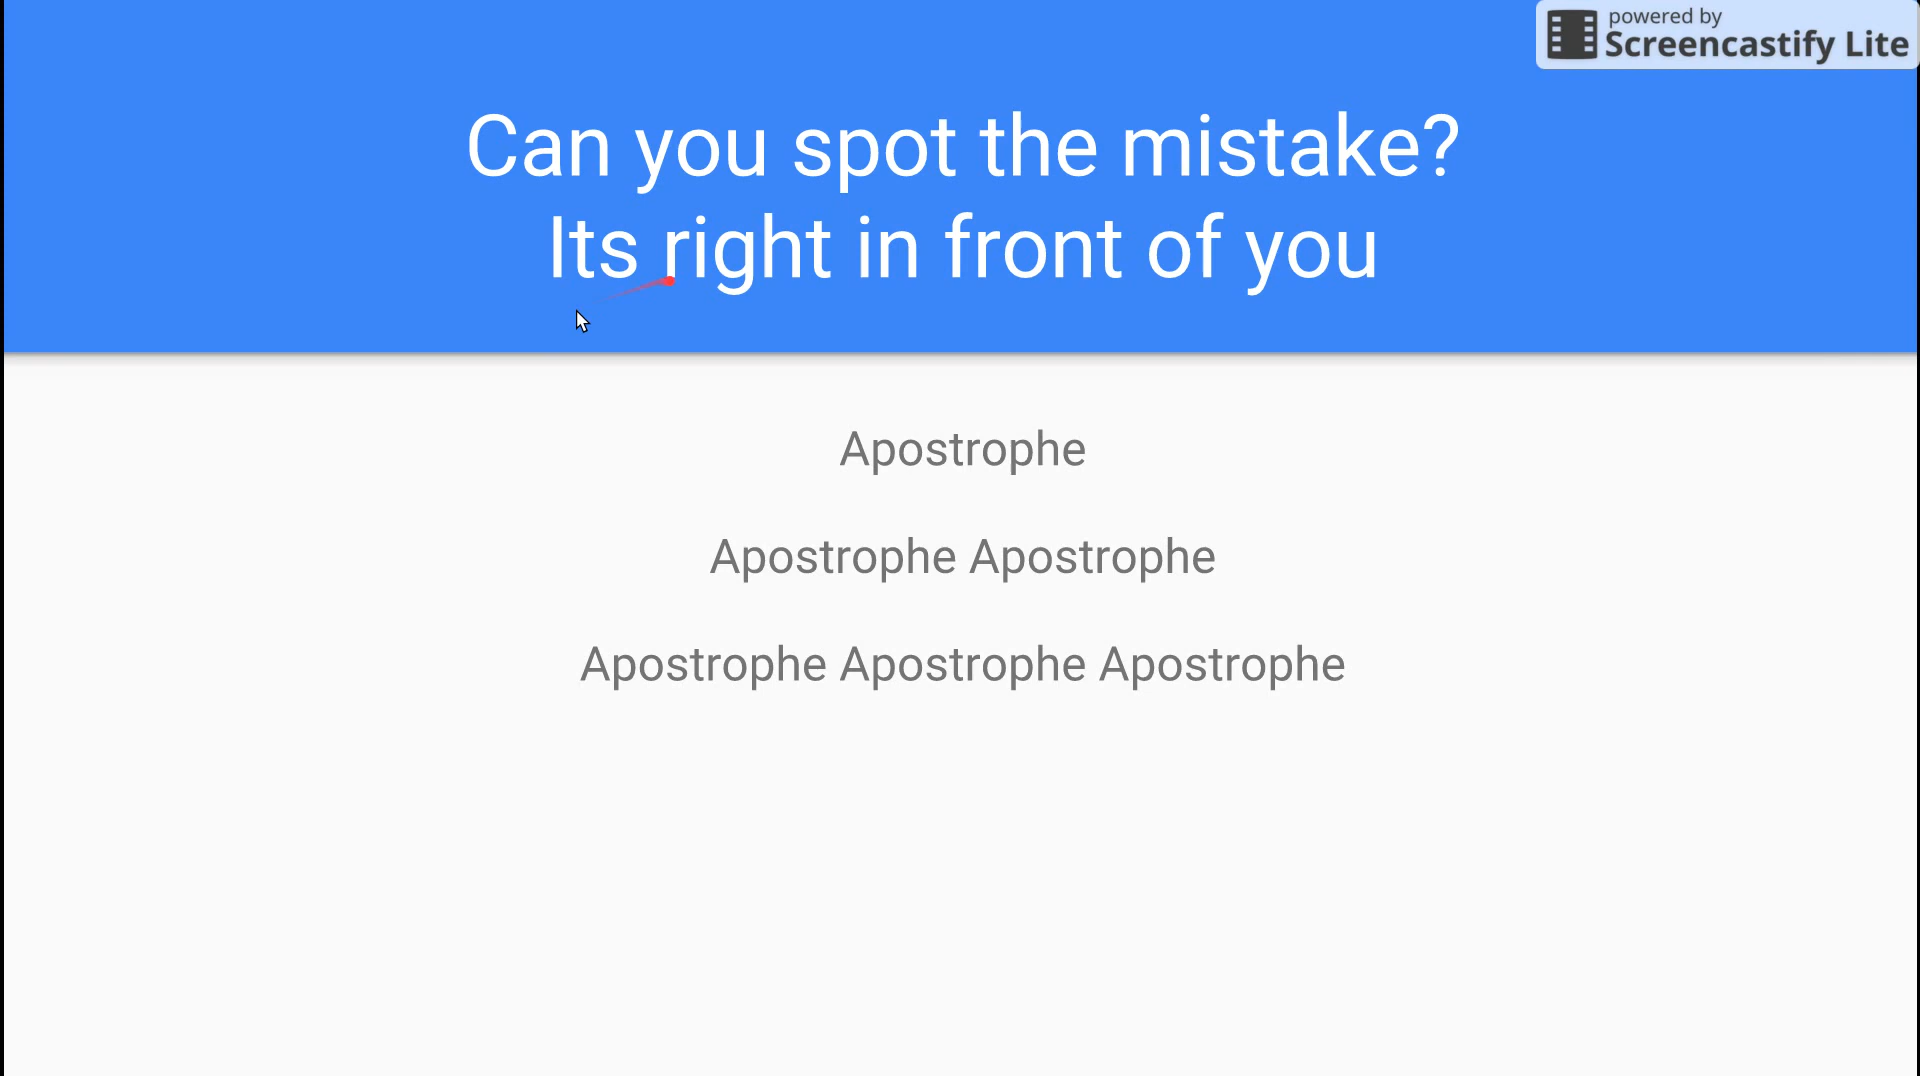 powered by
Screencastify Lite
Can you spot the mistake?
Its right in front of you
Apostrophe
Apostrophe Apostrophe
Apostrophe Apostrophe Apostrophe